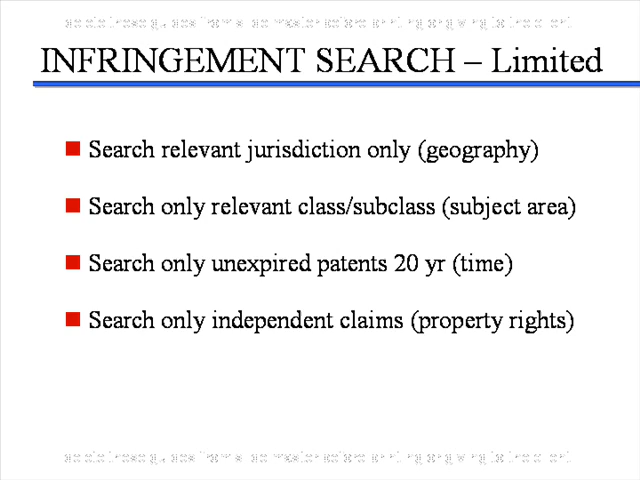 INFRINGEMENT SEARCH – Limited
Search relevant jurisdiction only (geography)
Search only relevant class/subclass (subject area)
Search only unexpired patents 20 yr (time)
Search only independent claims (property rights)